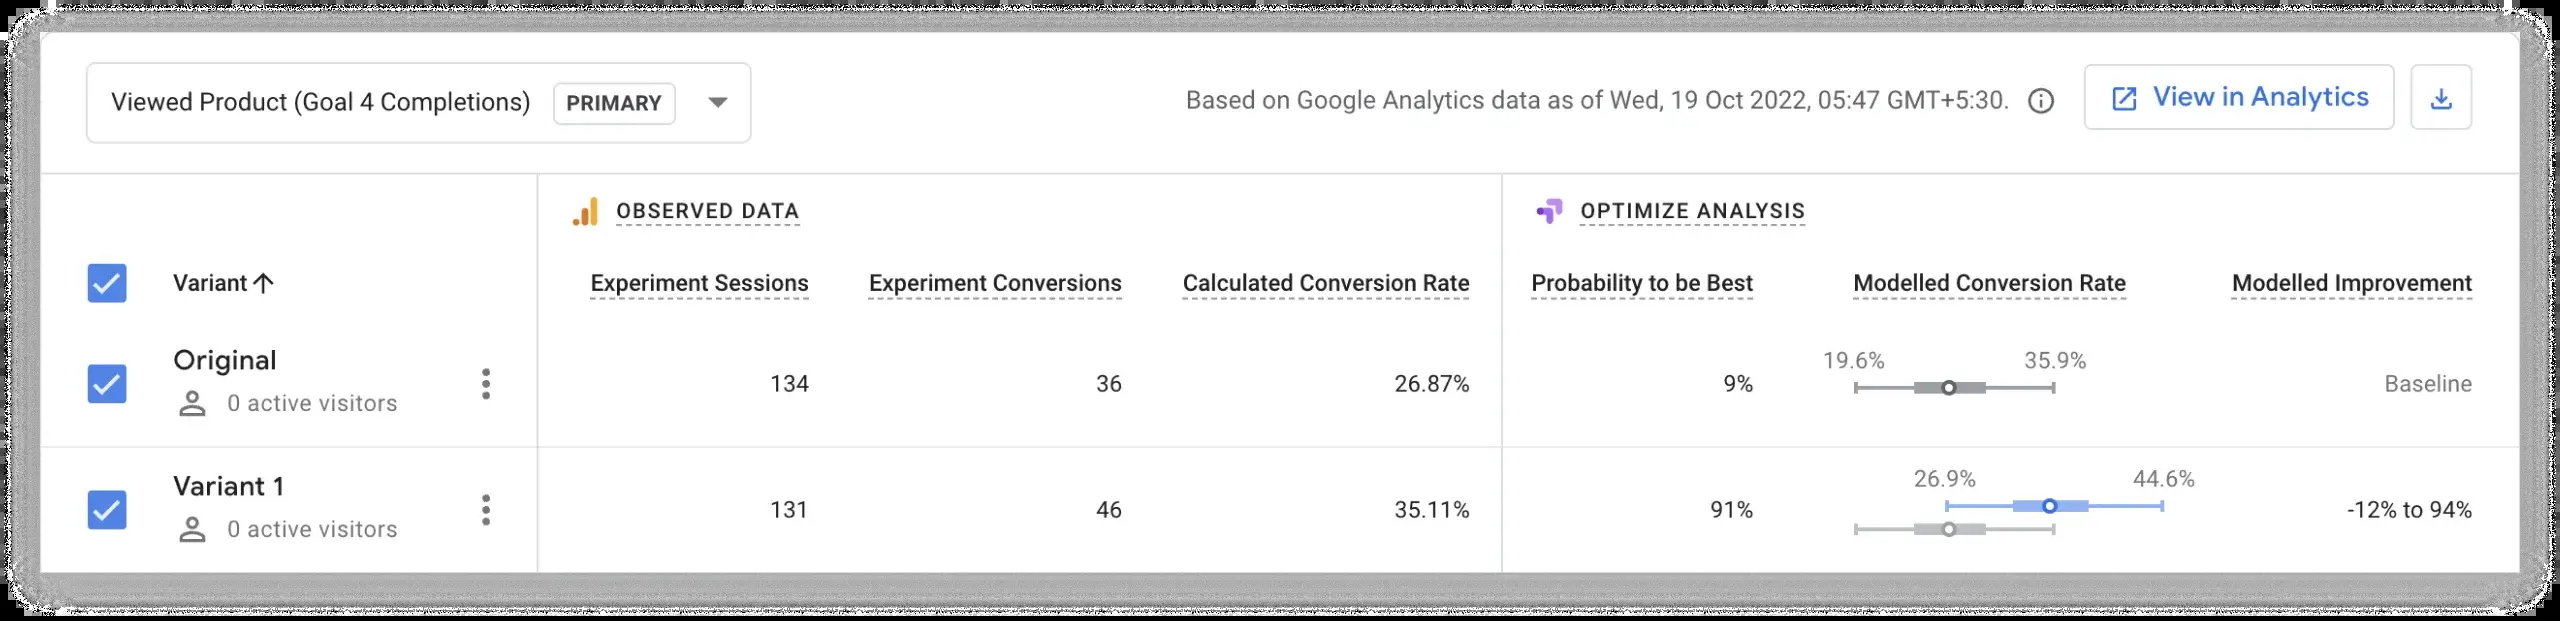 Viewed Product (Goal 4 Completions) PRIMARY
Based on Google Analytics data as of Wed, 19 Oct 2022, 05:47 GMT+5:30.
View in Analytics
OBSERVED DATA
OPTIMIZE ANALYSIS
Variant
Experiment Sessions
Experiment Conversions
Calculated Conversion Rate
Probability to be Best
Modelled Conversion Rate
Modelled Improvement
Original
0 active visitors
134
36
26.87%
9%
19.6%
35.9%
Baseline
Variant 1
0 active visitors
131
46
35.11%
91%
26.9%
44.6%
-12% to 94%